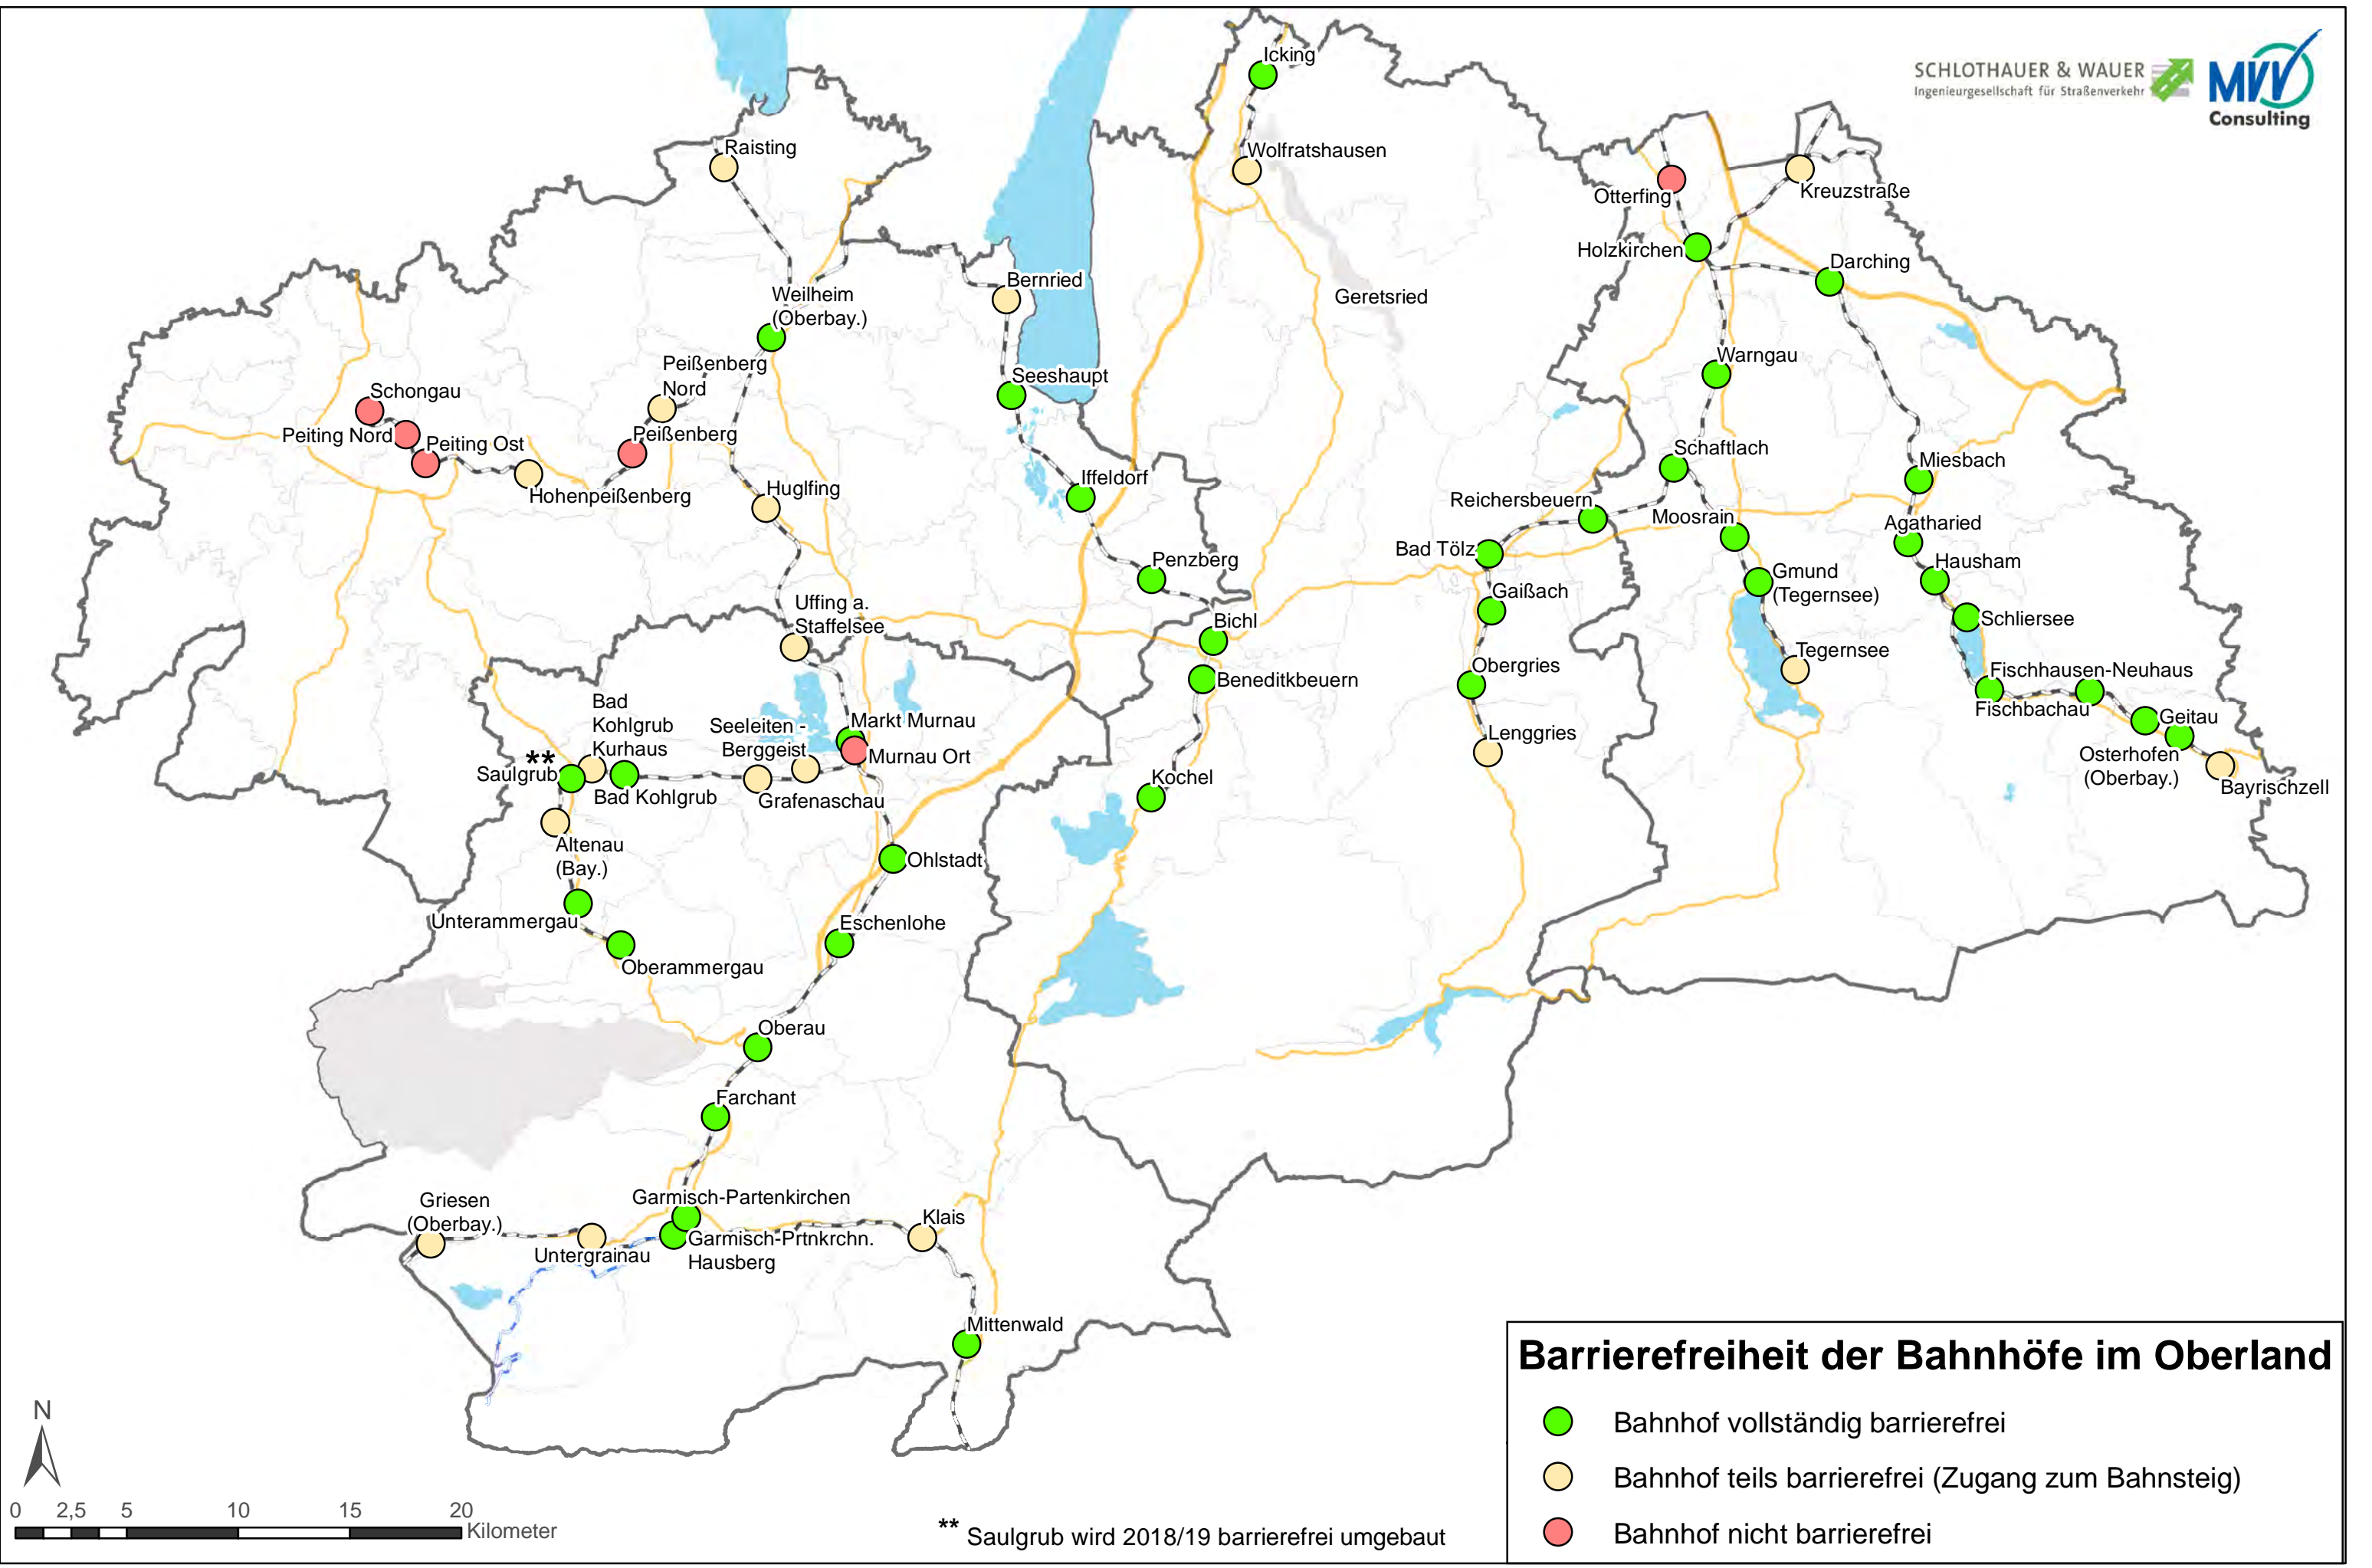 Icking
SCHLOTHAUER & WAUER
Ingenieurgesellschaft für Straßenverkehr
MVV
Consulting
Raisting
Wolfratshausen
Otterfing
Kreuzstraße
Holzkirchen
Darching
Bernried
Geretsried
Weilheim
(Oberbay.)
Warngau
Peißenberg
Nord
Seeshaupt
Schongau
Peiting Nord
Peiting Ost
Peißenberg
Schaftlach
Miesbach
Hohenpeißenberg
Huglfing
Iffeldorf
Reichersbeuern
Moosrain
Agatharied
Bad Tölz
Penzberg
Hausham
Gmund
(Tegernsee)
Gaißach
Uffing a.
Staffelsee
Bichl
Schliersee
Tegernsee
Obergries
Beneditkbeuern
Fischhausen-Neuhaus
Fischbachau
Bad
Kohlgrub
Kurhaus
Seeleiten -
Berggeist
Markt Murnau
Murnau Ort
Lenggries
Geitau
Osterhofen
(Oberbay.)
Bayrischzell
**
Saulgrub
Bad Kohlgrub
Grafenaschau
Kochel
Altenau
(Bay.)
Ohlstadt
Unterammergau
Eschenlohe
Oberammergau
Oberau
Farchant
Griesen
(Oberbay.)
Garmisch-Partenkirchen
Klais
Untergrainau
Garmisch-Prtnkrchn.
Hausberg
Mittenwald
Barrierefreiheit der Bahnhöfe im Oberland
Bahnhof vollständig barrierefrei
Bahnhof teils barrierefrei (Zugang zum Bahnsteig)
Bahnhof nicht barrierefrei
N
0 2,5 5 10 15 20
Kilometer
** Saulgrub wird 2018/19 barrierefrei umgebaut